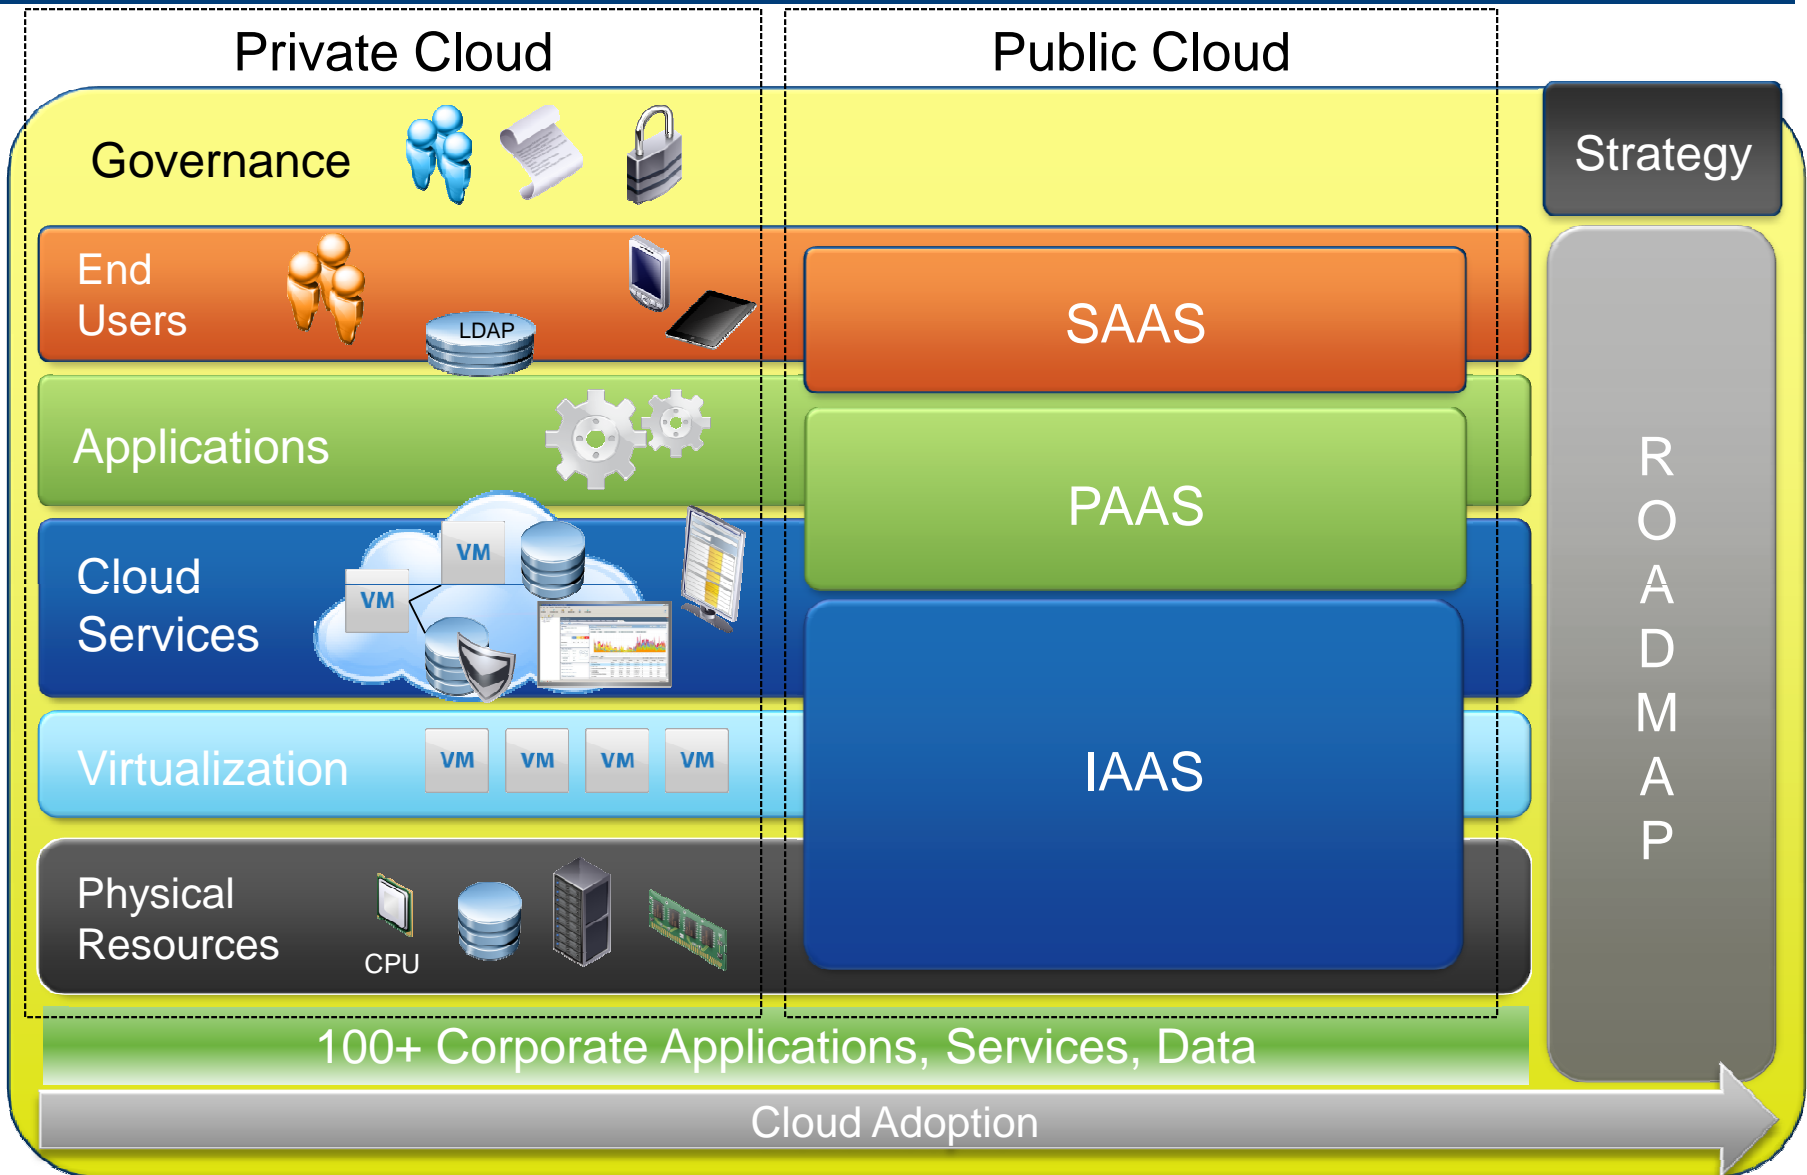 Private Cloud
Public Cloud
Governance
Strategy
End
Users
LDAP
SAAS
Applications
PAAS
Cloud
Services
VM
VM
IAAS
Virtualization
VM
VM
VM
VM
Physical
Resources
CPU
R
O
A
D
M
A
P
100+ Corporate Applications, Services, Data
Cloud Adoption